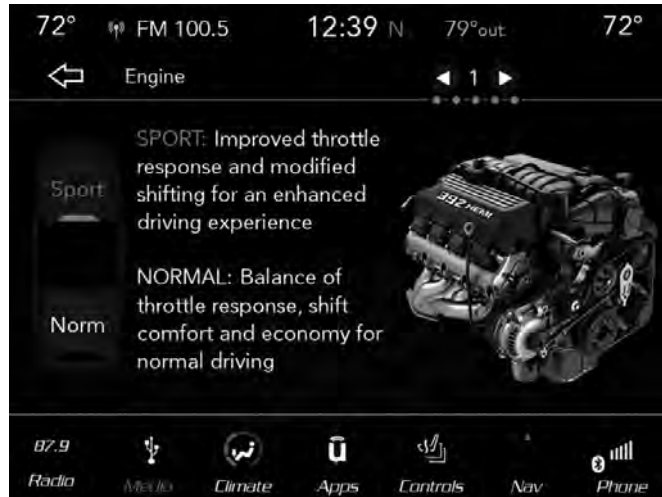 72° FM 100.5 12:39 N 79°out 72°
Engine ◀ 1 ▶
SPORT: Improved throttle
response and modified
shifting for an enhanced
driving experience
Sport
NORMAL: Balance of
throttle response, shift
comfort and economy for
normal driving
Norm
392 HEMI
87.9
Radio Media Climate Apps Controls Nav Phone